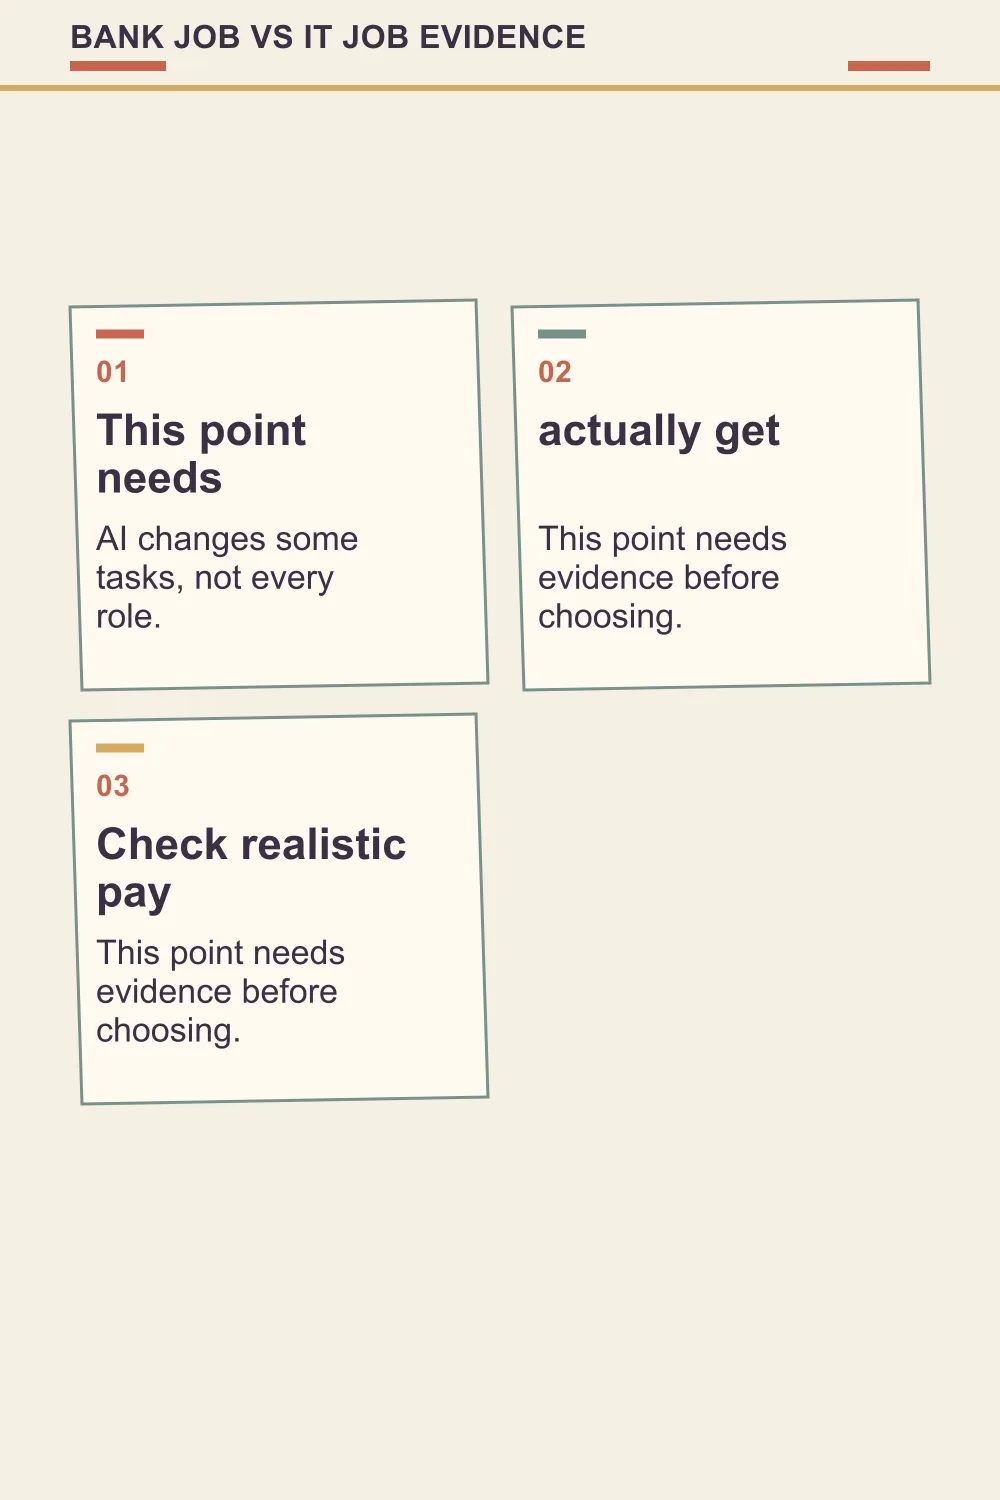 BANK JOB VS IT JOB EVIDENCE
01
This point
needs
AI changes some
tasks, not every
role.
02
actually get
This point needs
evidence before
choosing.
03
Check realistic
pay
This point needs
evidence before
choosing.